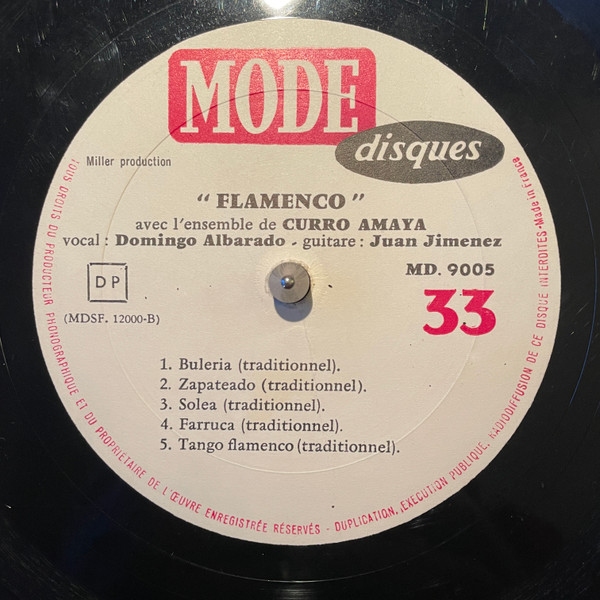 MODE
disques
Miller production
“ FLAMENCO ”
avec l'ensemble de CURRO AMAYA
vocal : Domingo Albarado - guitare : Juan Jimenez
MD. 9005
DP
33
(MDSF. 12000-B)
1. Buleria (traditionnel).
2. Zapateado (traditionnel).
3. Solea (traditionnel).
4. Farruca (traditionnel).
5. Tango flamenco (traditionnel).
TOUS DROITS DU PRODUCTEUR PHONOGRAPHIQUE ET DU PROPRIETAIRE DE L'ŒUVRE ENREGISTRÉE RÉSERVÉS - DUPLICATION, EXECUTION PUBLIQUE, RADIODIFFUSION DE CE DISQUE INTERDITES - Made in France